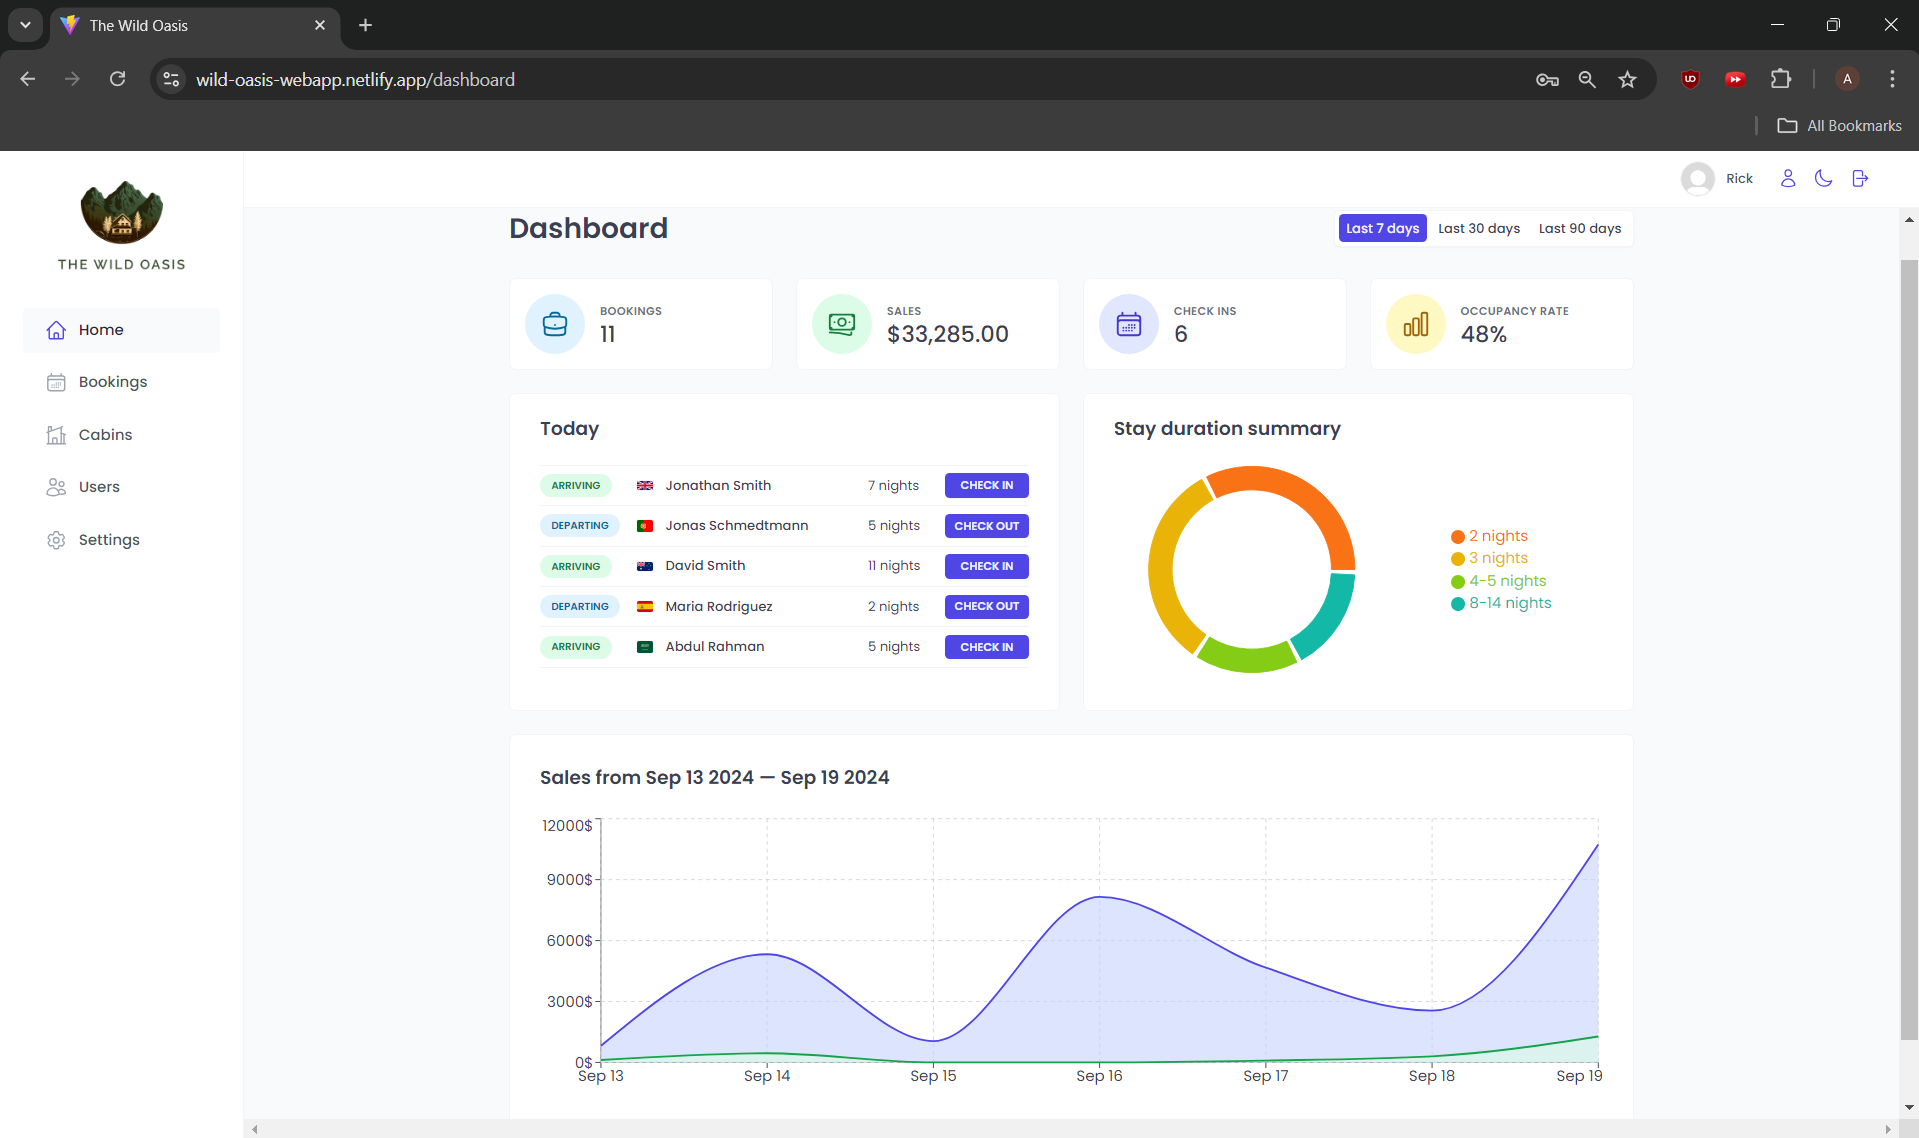 The Wild Oasis
wild-oasis-webapp.netlify.app/dashboard
A
All Bookmarks
THE WILD OASIS
Rick
Home
Bookings
Cabins
Users
Settings
Dashboard
Last 7 days Last 30 days Last 90 days
BOOKINGS
11
SALES
$33,285.00
CHECK INS
6
OCCUPANCY RATE
48%
Today
ARRIVING Jonathan Smith 7 nights CHECK IN
DEPARTING Jonas Schmedtmann 5 nights CHECK OUT
ARRIVING David Smith 11 nights CHECK IN
DEPARTING Maria Rodriguez 2 nights CHECK OUT
ARRIVING Abdul Rahman 5 nights CHECK IN
Stay duration summary
2 nights
3 nights
4-5 nights
8-14 nights
Sales from Sep 13 2024 — Sep 19 2024
12000$
9000$
6000$
3000$
0$
Sep 13 Sep 14 Sep 15 Sep 16 Sep 17 Sep 18 Sep 19